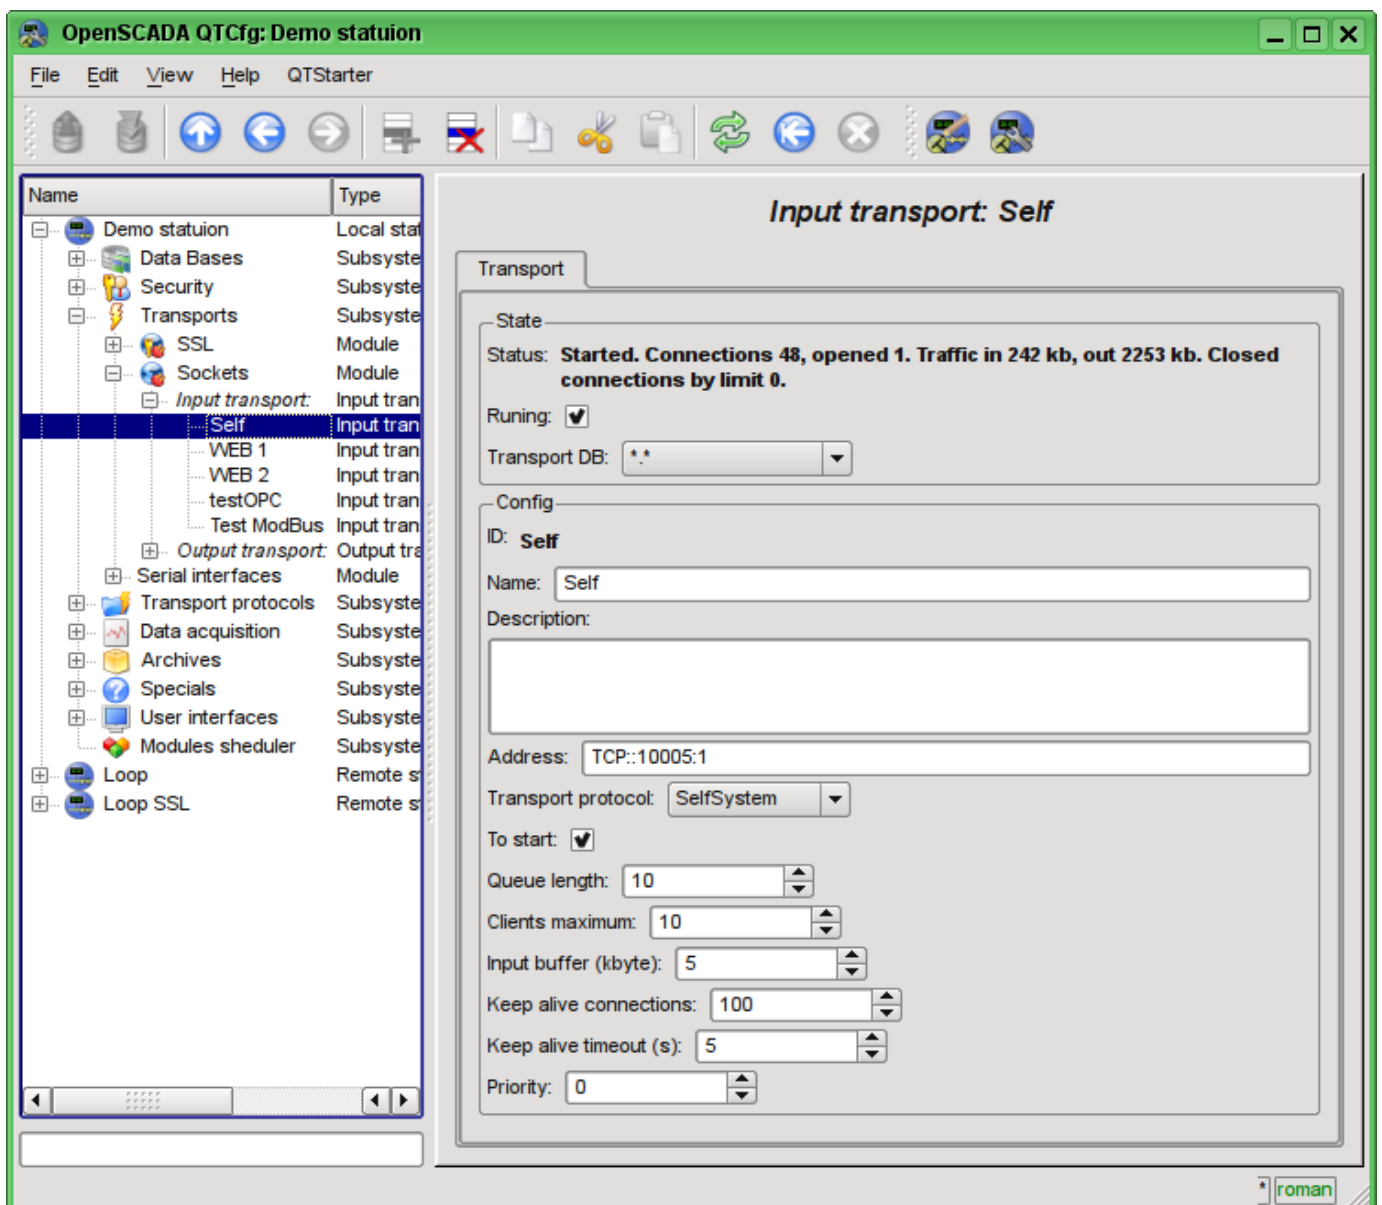 OpenSCADA QTCfg: Demo statuion
File Edit View Help QTStarter
Name Type
Demo statuion Local stat
Data Bases Subsyste
Security Subsyste
Transports Subsyste
SSL Module
Sockets Module
Input transport: Input tran
Self Input tran
WEB 1 Input tran
WEB 2 Input tran
testOPC Input tran
Test ModBus Input tran
Output transport: Output tra
Serial interfaces Module
Transport protocols Subsyste
Data acquisition Subsyste
Archives Subsyste
Specials Subsyste
User interfaces Subsyste
Modules sheduler Subsyste
Loop Remote st
Loop SSL Remote st
Input transport: Self
Transport
State
Status: Started. Connections 48, opened 1. Traffic in 242 kb, out 2253 kb. Closed
connections by limit 0.
Runing:
Transport DB: *.*
Config
ID: Self
Name: Self
Description:
Address: TCP::10005:1
Transport protocol: SelfSystem
To start:
Queue length: 10
Clients maximum: 10
Input buffer (kbyte): 5
Keep alive connections: 100
Keep alive timeout (s): 5
Priority: 0
* roman